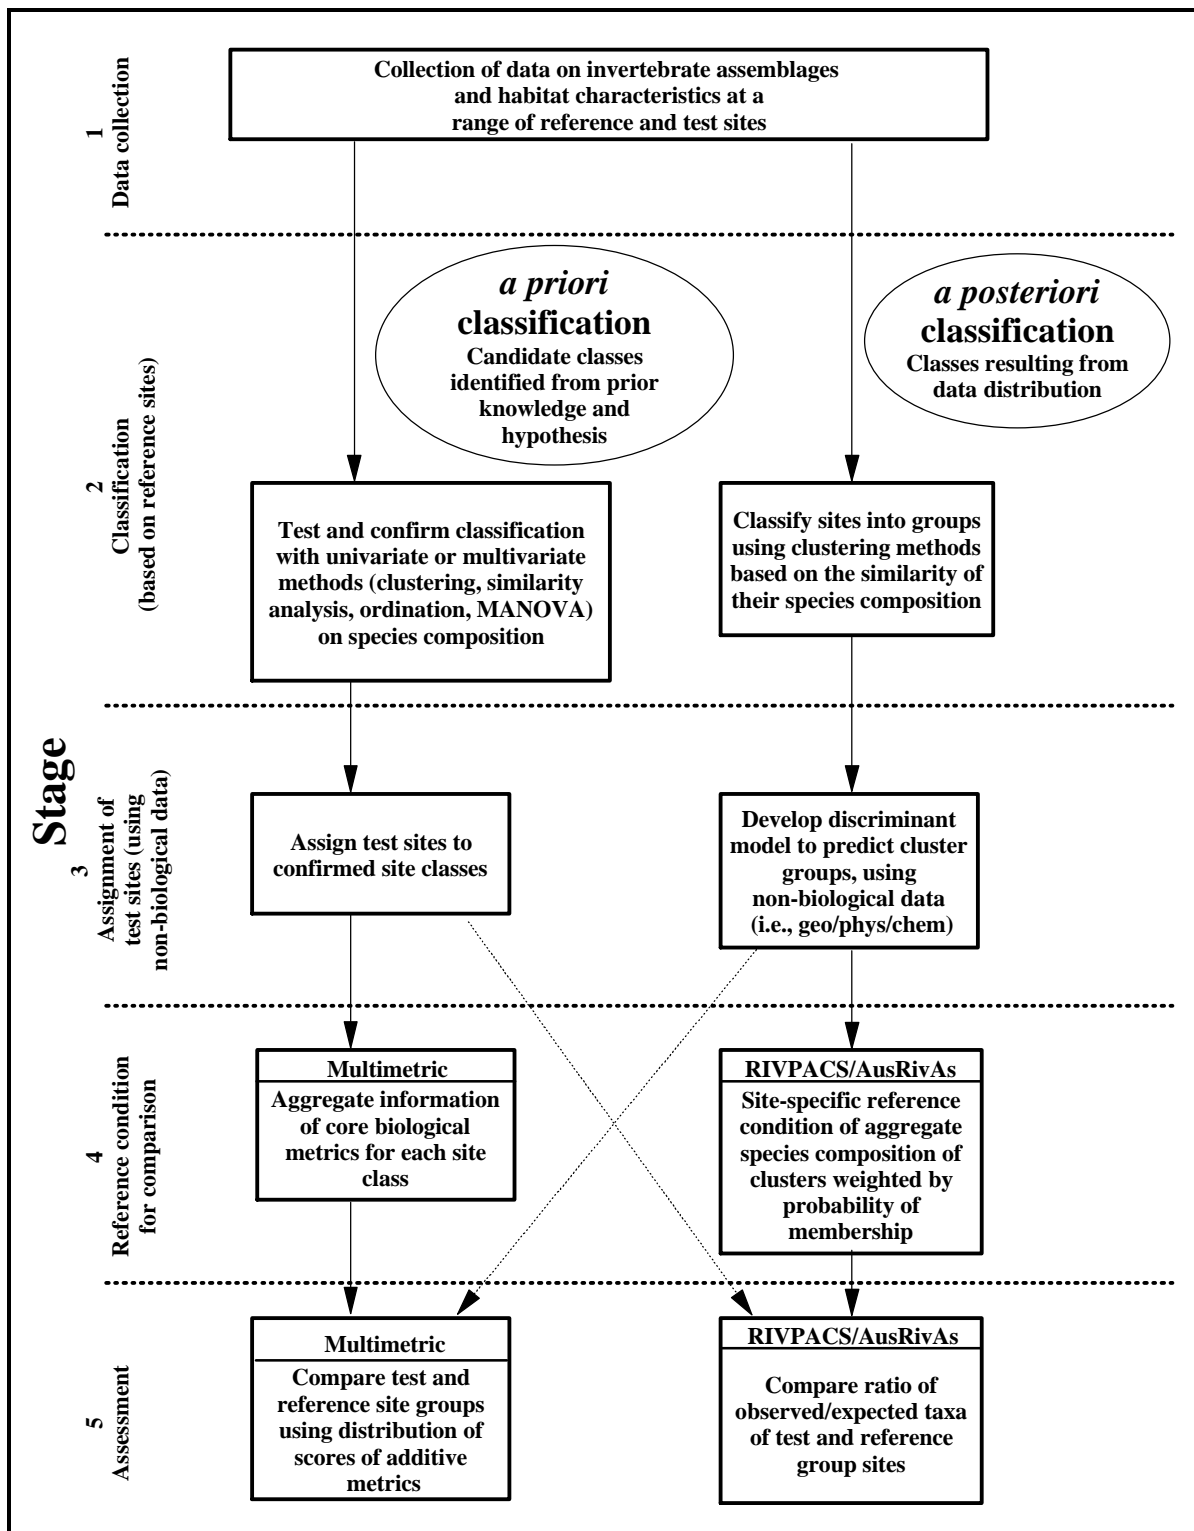 Stage
1
Data collection
Collection of data on invertebrate assemblages
and habitat characteristics at a
range of reference and test sites
2
Classification
(based on reference sites)
a priori
classification
Candidate classes
identified from prior
knowledge and
hypothesis
a posteriori
classification
Classes resulting from
data distribution
Test and confirm classification
with univariate or multivariate
methods (clustering, similarity
analysis, ordination, MANOVA)
on species composition
Classify sites into groups
using clustering methods
based on the similarity of
their species composition
3
Assignment of
test sites (using
non-biological data)
Assign test sites to
confirmed site classes
Develop discriminant
model to predict cluster
groups, using
non-biological data
(i.e., geo/phys/chem)
4
Reference condition
for comparison
Multimetric
Aggregate information
of core biological
metrics for each site
class
RIVPACS/AusRivAs
Site-specific reference
condition of aggregate
species composition of
clusters weighted by
probability of
membership
5
Assessment
Multimetric
Compare test and
reference site groups
using distribution of
scores of additive
metrics
RIVPACS/AusRivAs
Compare ratio of
observed/expected taxa
of test and reference
group sites